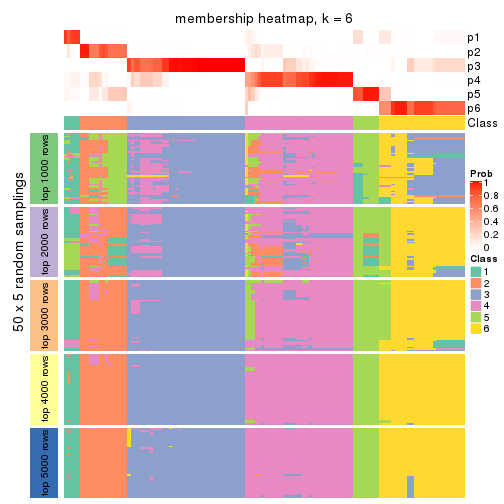 membership heatmap, k = 6
p1
p2
p3
p4
p5
p6
Class
50 x 5 random samplings
top 1000 rows
top 2000 rows
top 3000 rows
top 4000 rows
top 5000 rows
Prob
1
0.8
0.6
0.4
0.2
0
Class
1
2
3
4
5
6